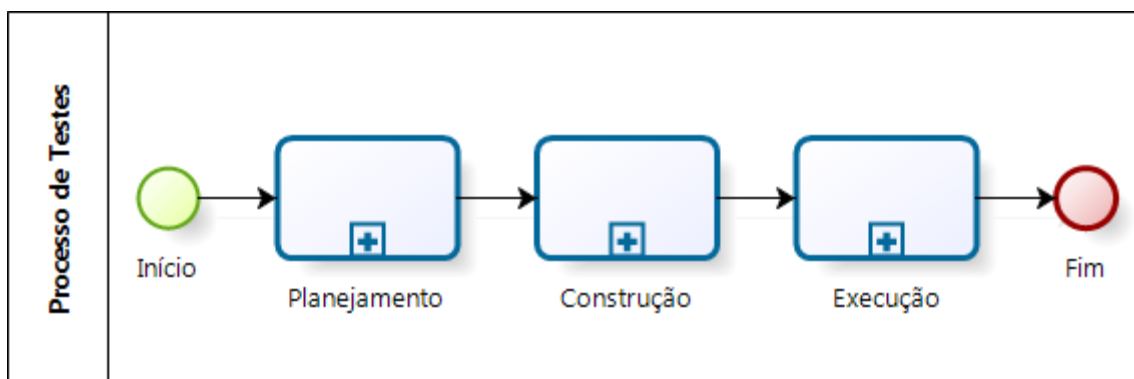 Processo de Testes
Início
Planejamento
Construção
Execução
Fim